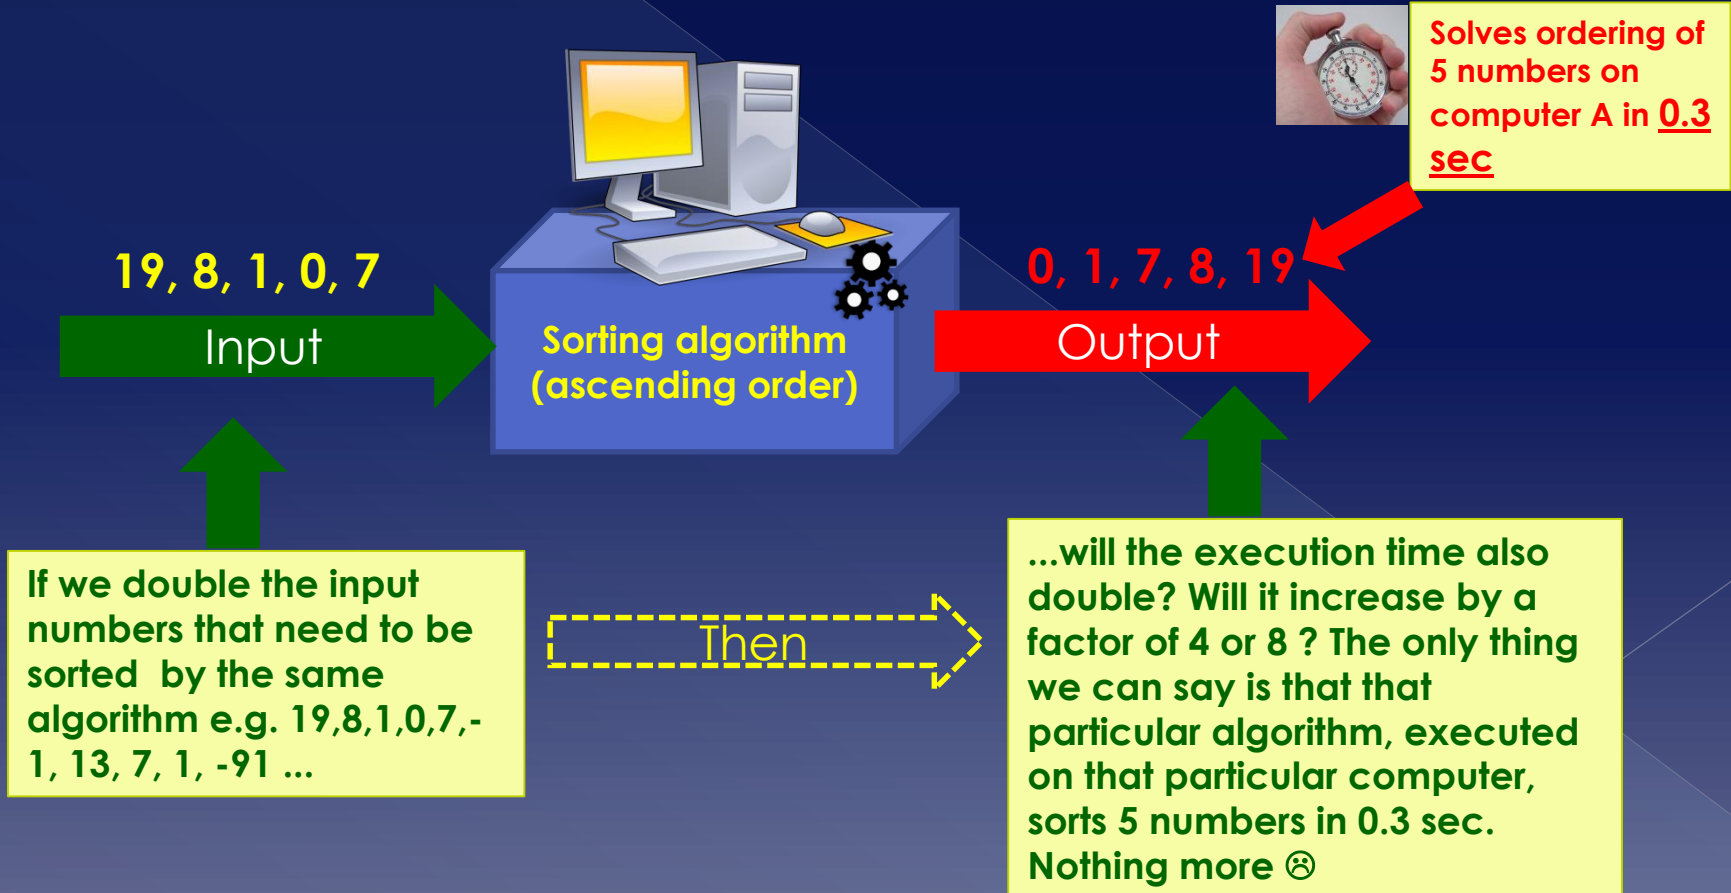 Solves ordering of
5 numbers on
computer A in 0.3
sec
19, 8, 1, 0, 7
Input
Sorting algorithm
(ascending order)
0, 1, 7, 8, 19
Output
If we double the input
numbers that need to be
sorted by the same
algorithm e.g. 19,8,1,0,7,-
1, 13, 7, 1, -91 ...
Then
...will the execution time also
double? Will it increase by a
factor of 4 or 8 ? The only thing
we can say is that that
particular algorithm, executed
on that particular computer,
sorts 5 numbers in 0.3 sec.
Nothing more ☹